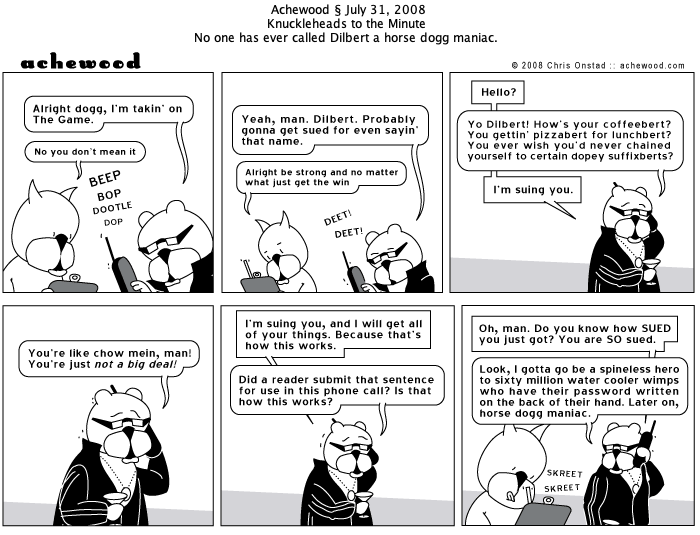 Achewood § July 31, 2008
Knuckleheads to the Minute
No one has ever called Dilbert a horse dogg maniac.
achewood
© 2008 Chris Onstad :: achewood.com
Alright dogg, I'm takin' on
The Game.
No you don't mean it
BEEP
BOP
DOOTLE
DOP
Yeah, man. Dilbert. Probably
gonna get sued for even sayin'
that name.
Alright be strong and no matter
what just get the win
DEET!
DEET!
Hello?
Yo Dilbert! How's your coffeebert?
You gettin' pizzabert for lunchbert?
You ever wish you'd never chained
yourself to certain dopey suffixberts?
I'm suing you.
You're like chow mein, man!
You're just not a big deal!
I'm suing you, and I will get all
of your things. Because that's
how this works.
Did a reader submit that sentence
for use in this phone call? Is that
how this works?
Oh, man. Do you know how SUED
you just got? You are SO sued.
Look, I gotta go be a spineless hero
to sixty million water cooler wimps
who have their password written
on the back of their hand. Later on,
horse dogg maniac.
SKREET
SKREET